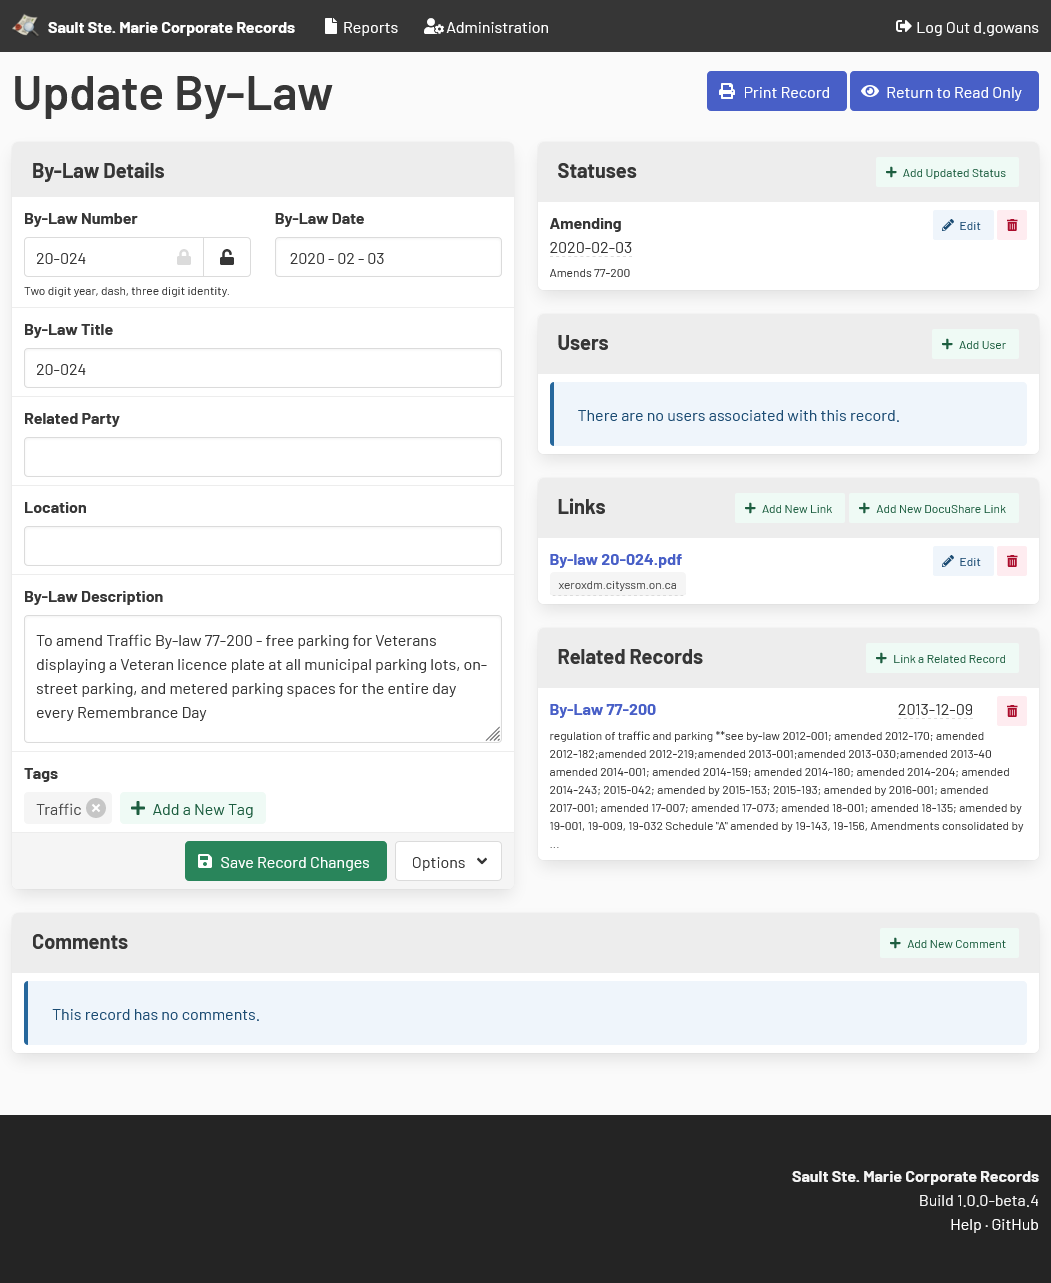 Sault Ste. Marie Corporate Records
Reports
Administration
Log Out d.gowans
Update By-Law
Print Record
Return to Read Only
By-Law Details
By-Law Number
By-Law Date
20-024
2020 - 02 - 03
Two digit year, dash, three digit identity.
By-Law Title
20-024
Related Party
Location
By-Law Description
To amend Traffic By-law 77-200 - free parking for Veterans
displaying a Veteran licence plate at all municipal parking lots, on-
street parking, and metered parking spaces for the entire day
every Remembrance Day
Tags
Traffic
Add a New Tag
Save Record Changes
Options
Statuses
Add Updated Status
Amending
Edit
2020-02-03
Amends 77-200
Users
Add User
There are no users associated with this record.
Links
Add New Link
Add New DocuShare Link
By-law 20-024.pdf
Edit
xeroxdm.cityssm.on.ca
Related Records
Link a Related Record
By-Law 77-200
2013-12-09
regulation of traffic and parking **see by-law 2012-001; amended 2012-170; amended
2012-182;amended 2012-219;amended 2013-001;amended 2013-030;amended 2013-40
amended 2014-001; amended 2014-159; amended 2014-180; amended 2014-204; amended
2014-243; 2015-042; amended by 2015-153; 2015-193; amended by 2016-001; amended
2017-001; amended 17-007; amended 17-073; amended 18-001; amended 18-135; amended by
19-001, 19-009, 19-032 Schedule "A" amended by 19-143, 19-156, Amendments consolidated by
...
Comments
Add New Comment
This record has no comments.
Sault Ste. Marie Corporate Records
Build 1.0.0-beta.4
Help · GitHub